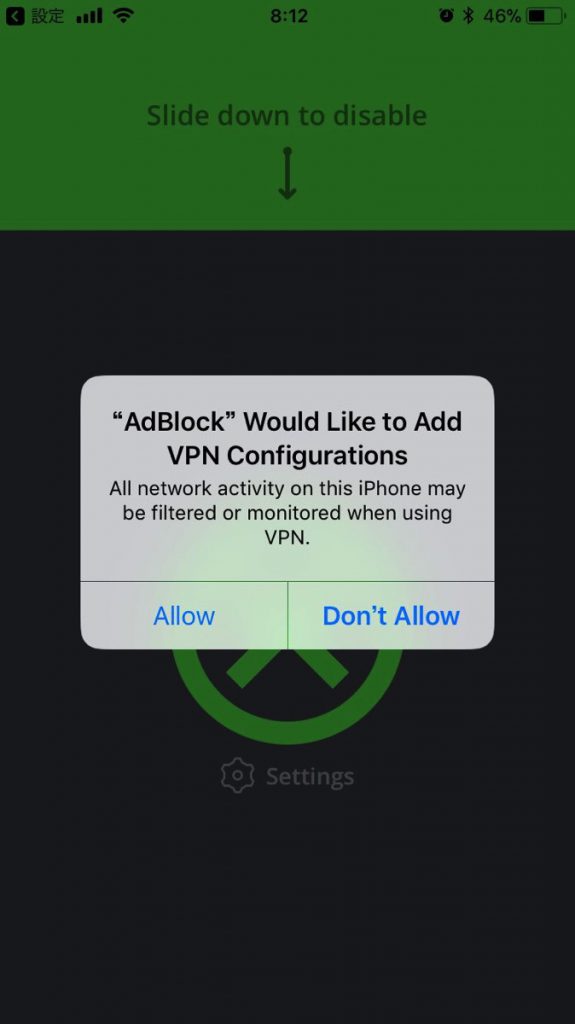 設定 8:12 46%
Slide down to disable
“AdBlock” Would Like to Add
VPN Configurations
All network activity on this iPhone may
be filtered or monitored when using
VPN.
Allow Don’t Allow
Settings